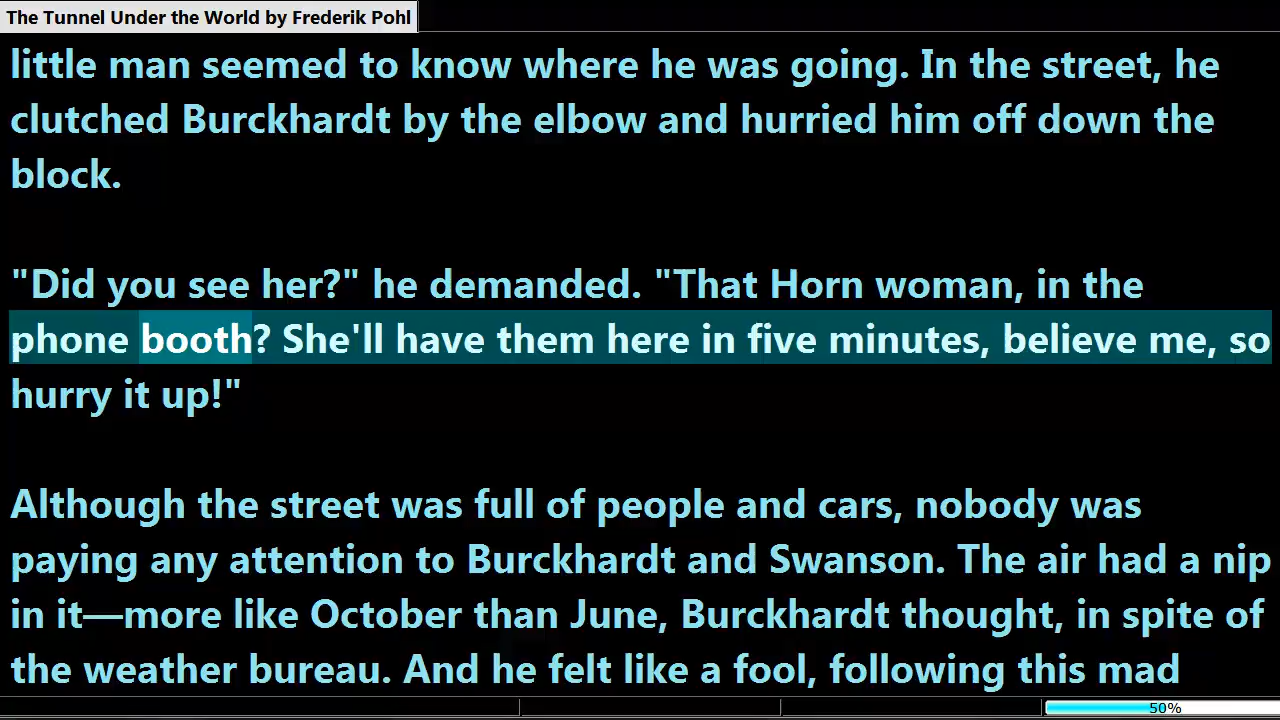 The Tunnel Under the World by Frederik Pohl
little man seemed to know where he was going. In the street, he
clutched Burckhardt by the elbow and hurried him off down the
block.
"Did you see her?" he demanded. "That Horn woman, in the
phone booth? She'll have them here in five minutes, believe me, so
hurry it up!"
Although the street was full of people and cars, nobody was
paying any attention to Burckhardt and Swanson. The air had a nip
in it—more like October than June, Burckhardt thought, in spite of
the weather bureau. And he felt like a fool, following this mad
50%